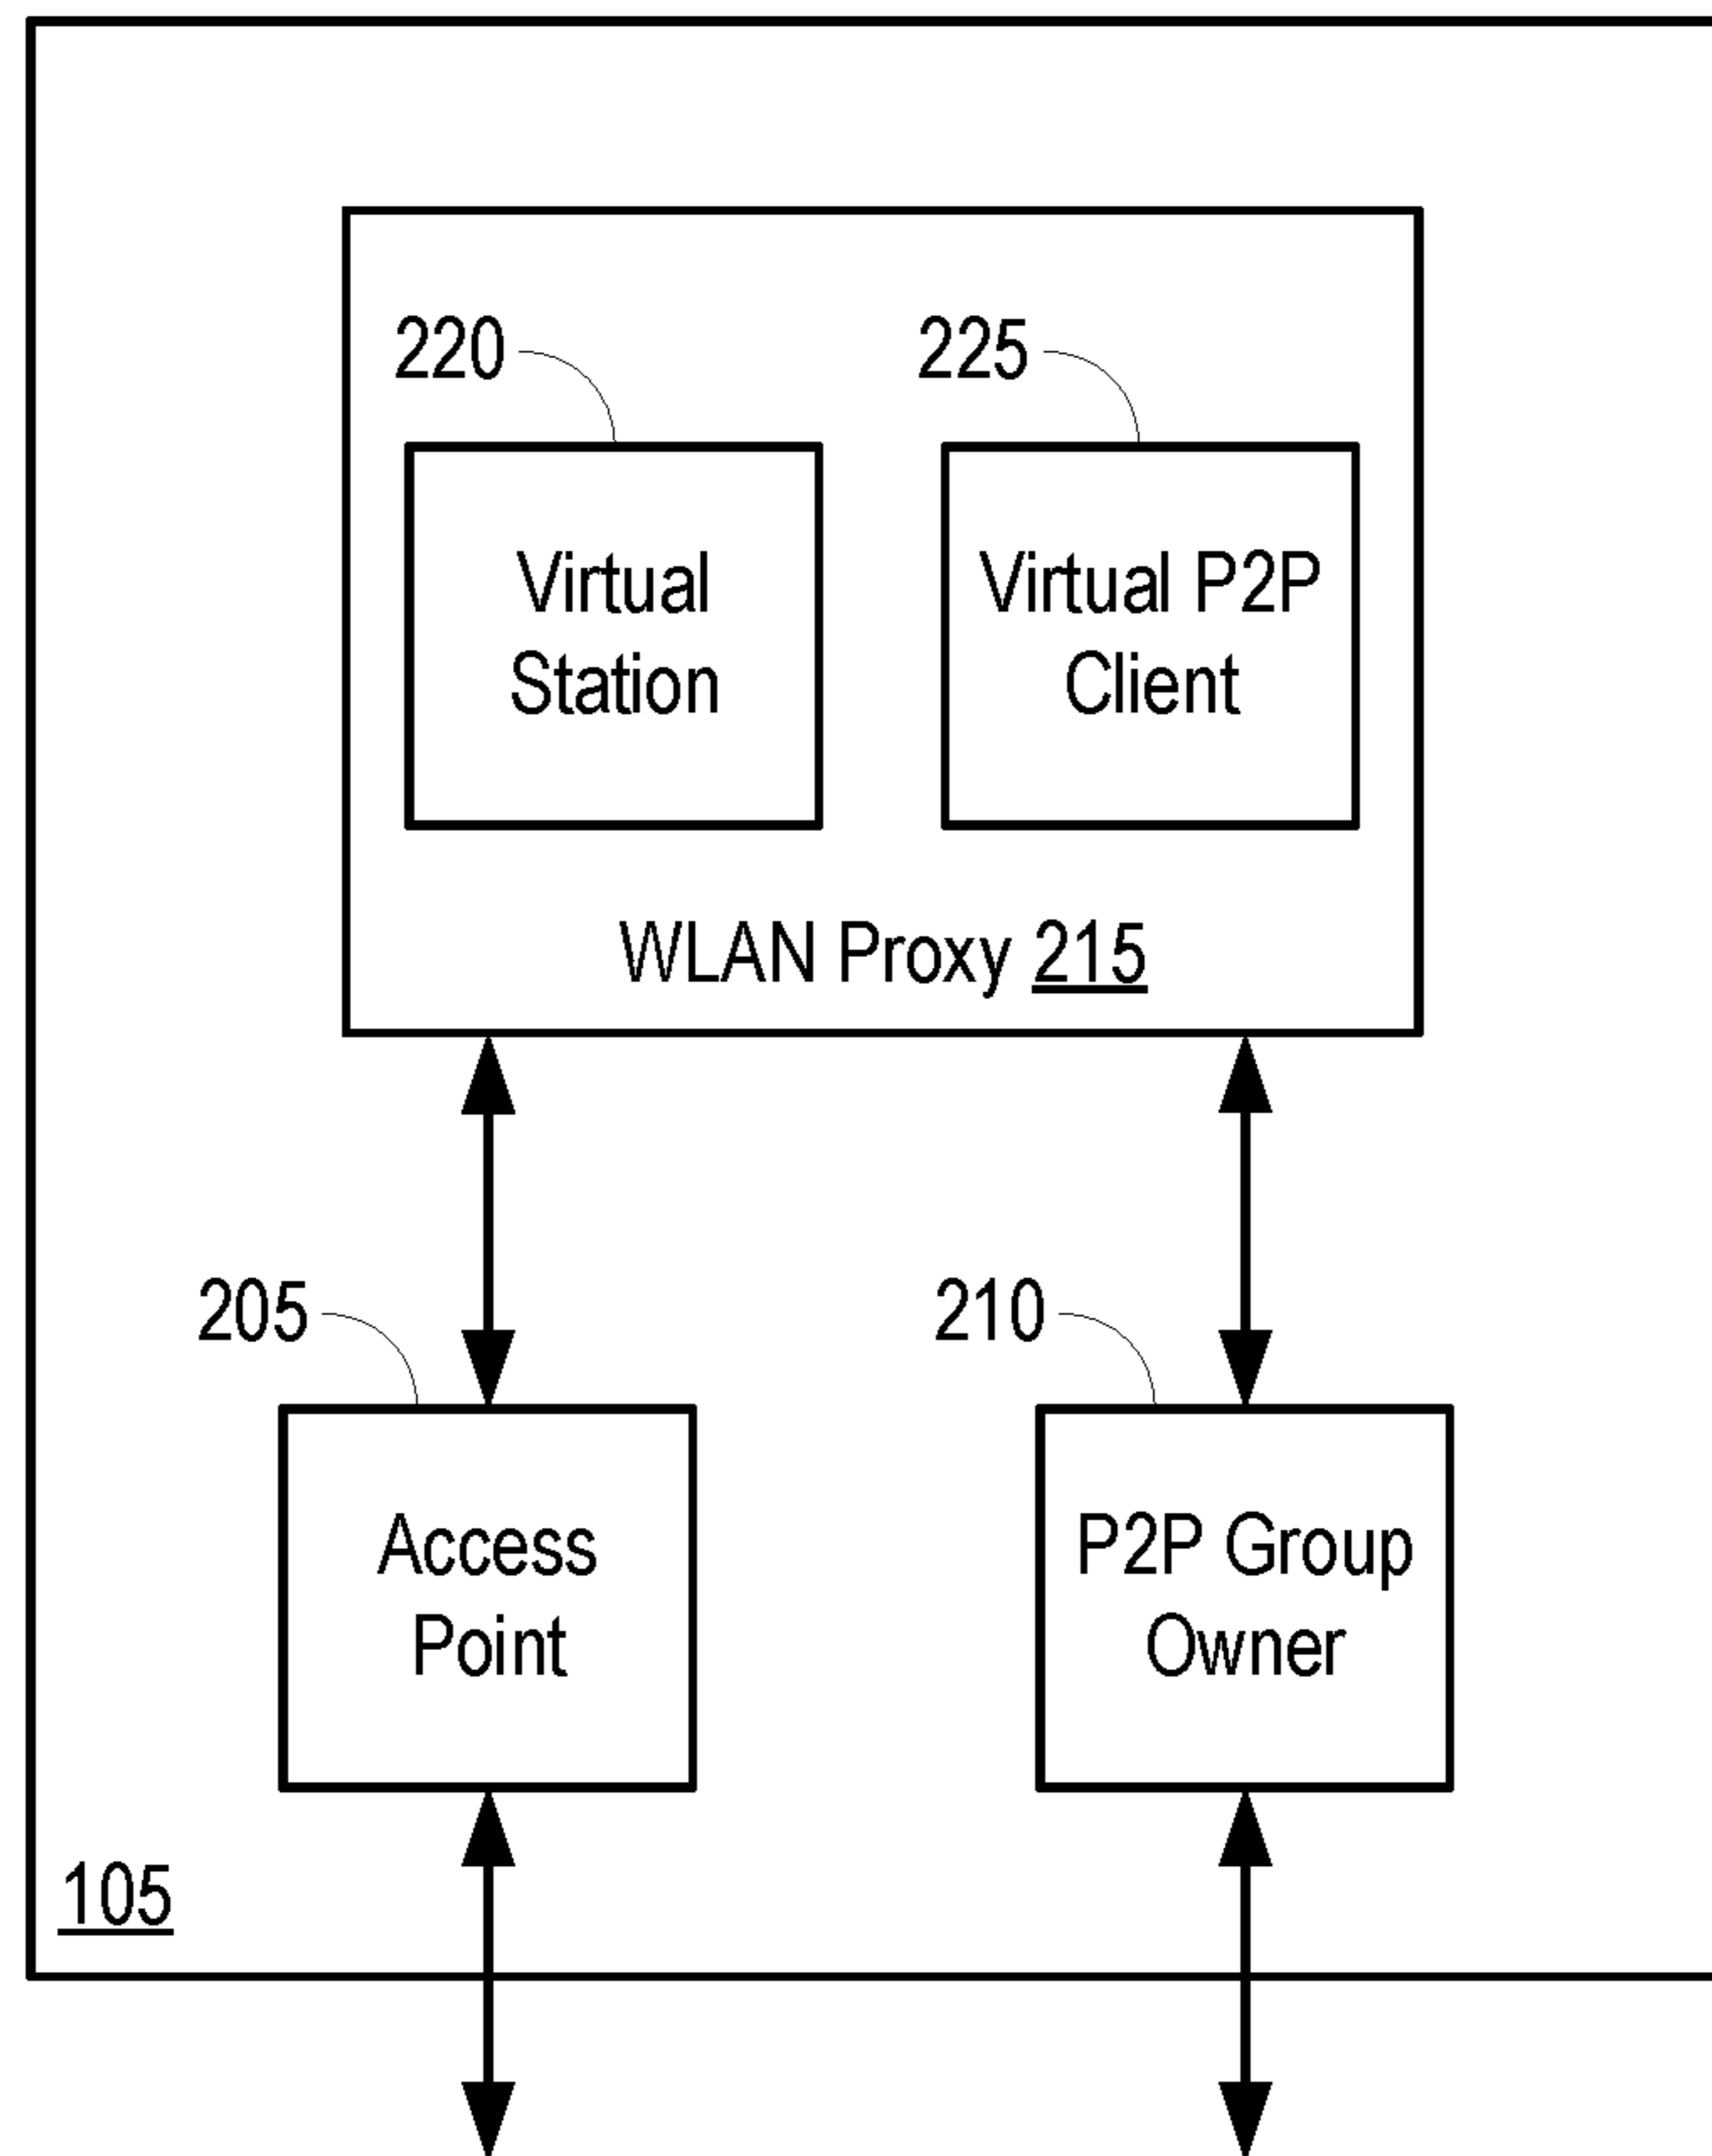 220
225
Virtual
Station
Virtual P2P
Client
WLAN Proxy 215
205
210
Access
Point
P2P Group
Owner
105